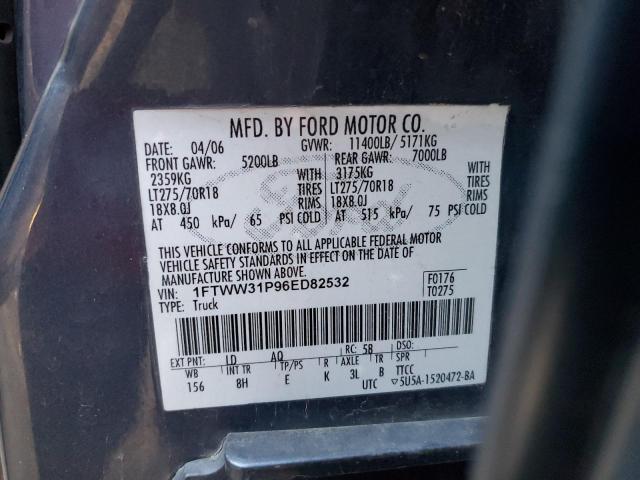 MFD. BY FORD MOTOR CO.
DATE: 04/06 GVWR: 11400LB/ 5171KG
FRONT GAWR: 5200LB REAR GAWR: 7000LB
2359KG WITH 3175KG WITH
LT275/70R18 TIRES LT275/70R18 TIRES
18X8.0J RIMS 18X8.0J RIMS
AT 450 kPa/ 65 PSI COLD AT 515 kPa/ 75 PSI COLD
THIS VEHICLE CONFORMS TO ALL APPLICABLE FEDERAL MOTOR
VEHICLE SAFETY STANDARDS IN EFFECT ON THE DATE OF
MANUFACTURE SHOWN ABOVE.
VIN: 1FTWW31P96ED82532 F0176
TYPE: Truck T0275
EXT PNT: LD AQ RC: 58 DSO:
WB INT TR TP/PS R AXLE TR SPR
156 8H E K 3L B TTCC
UTC ▽5U5A-1520472-BA
Ford